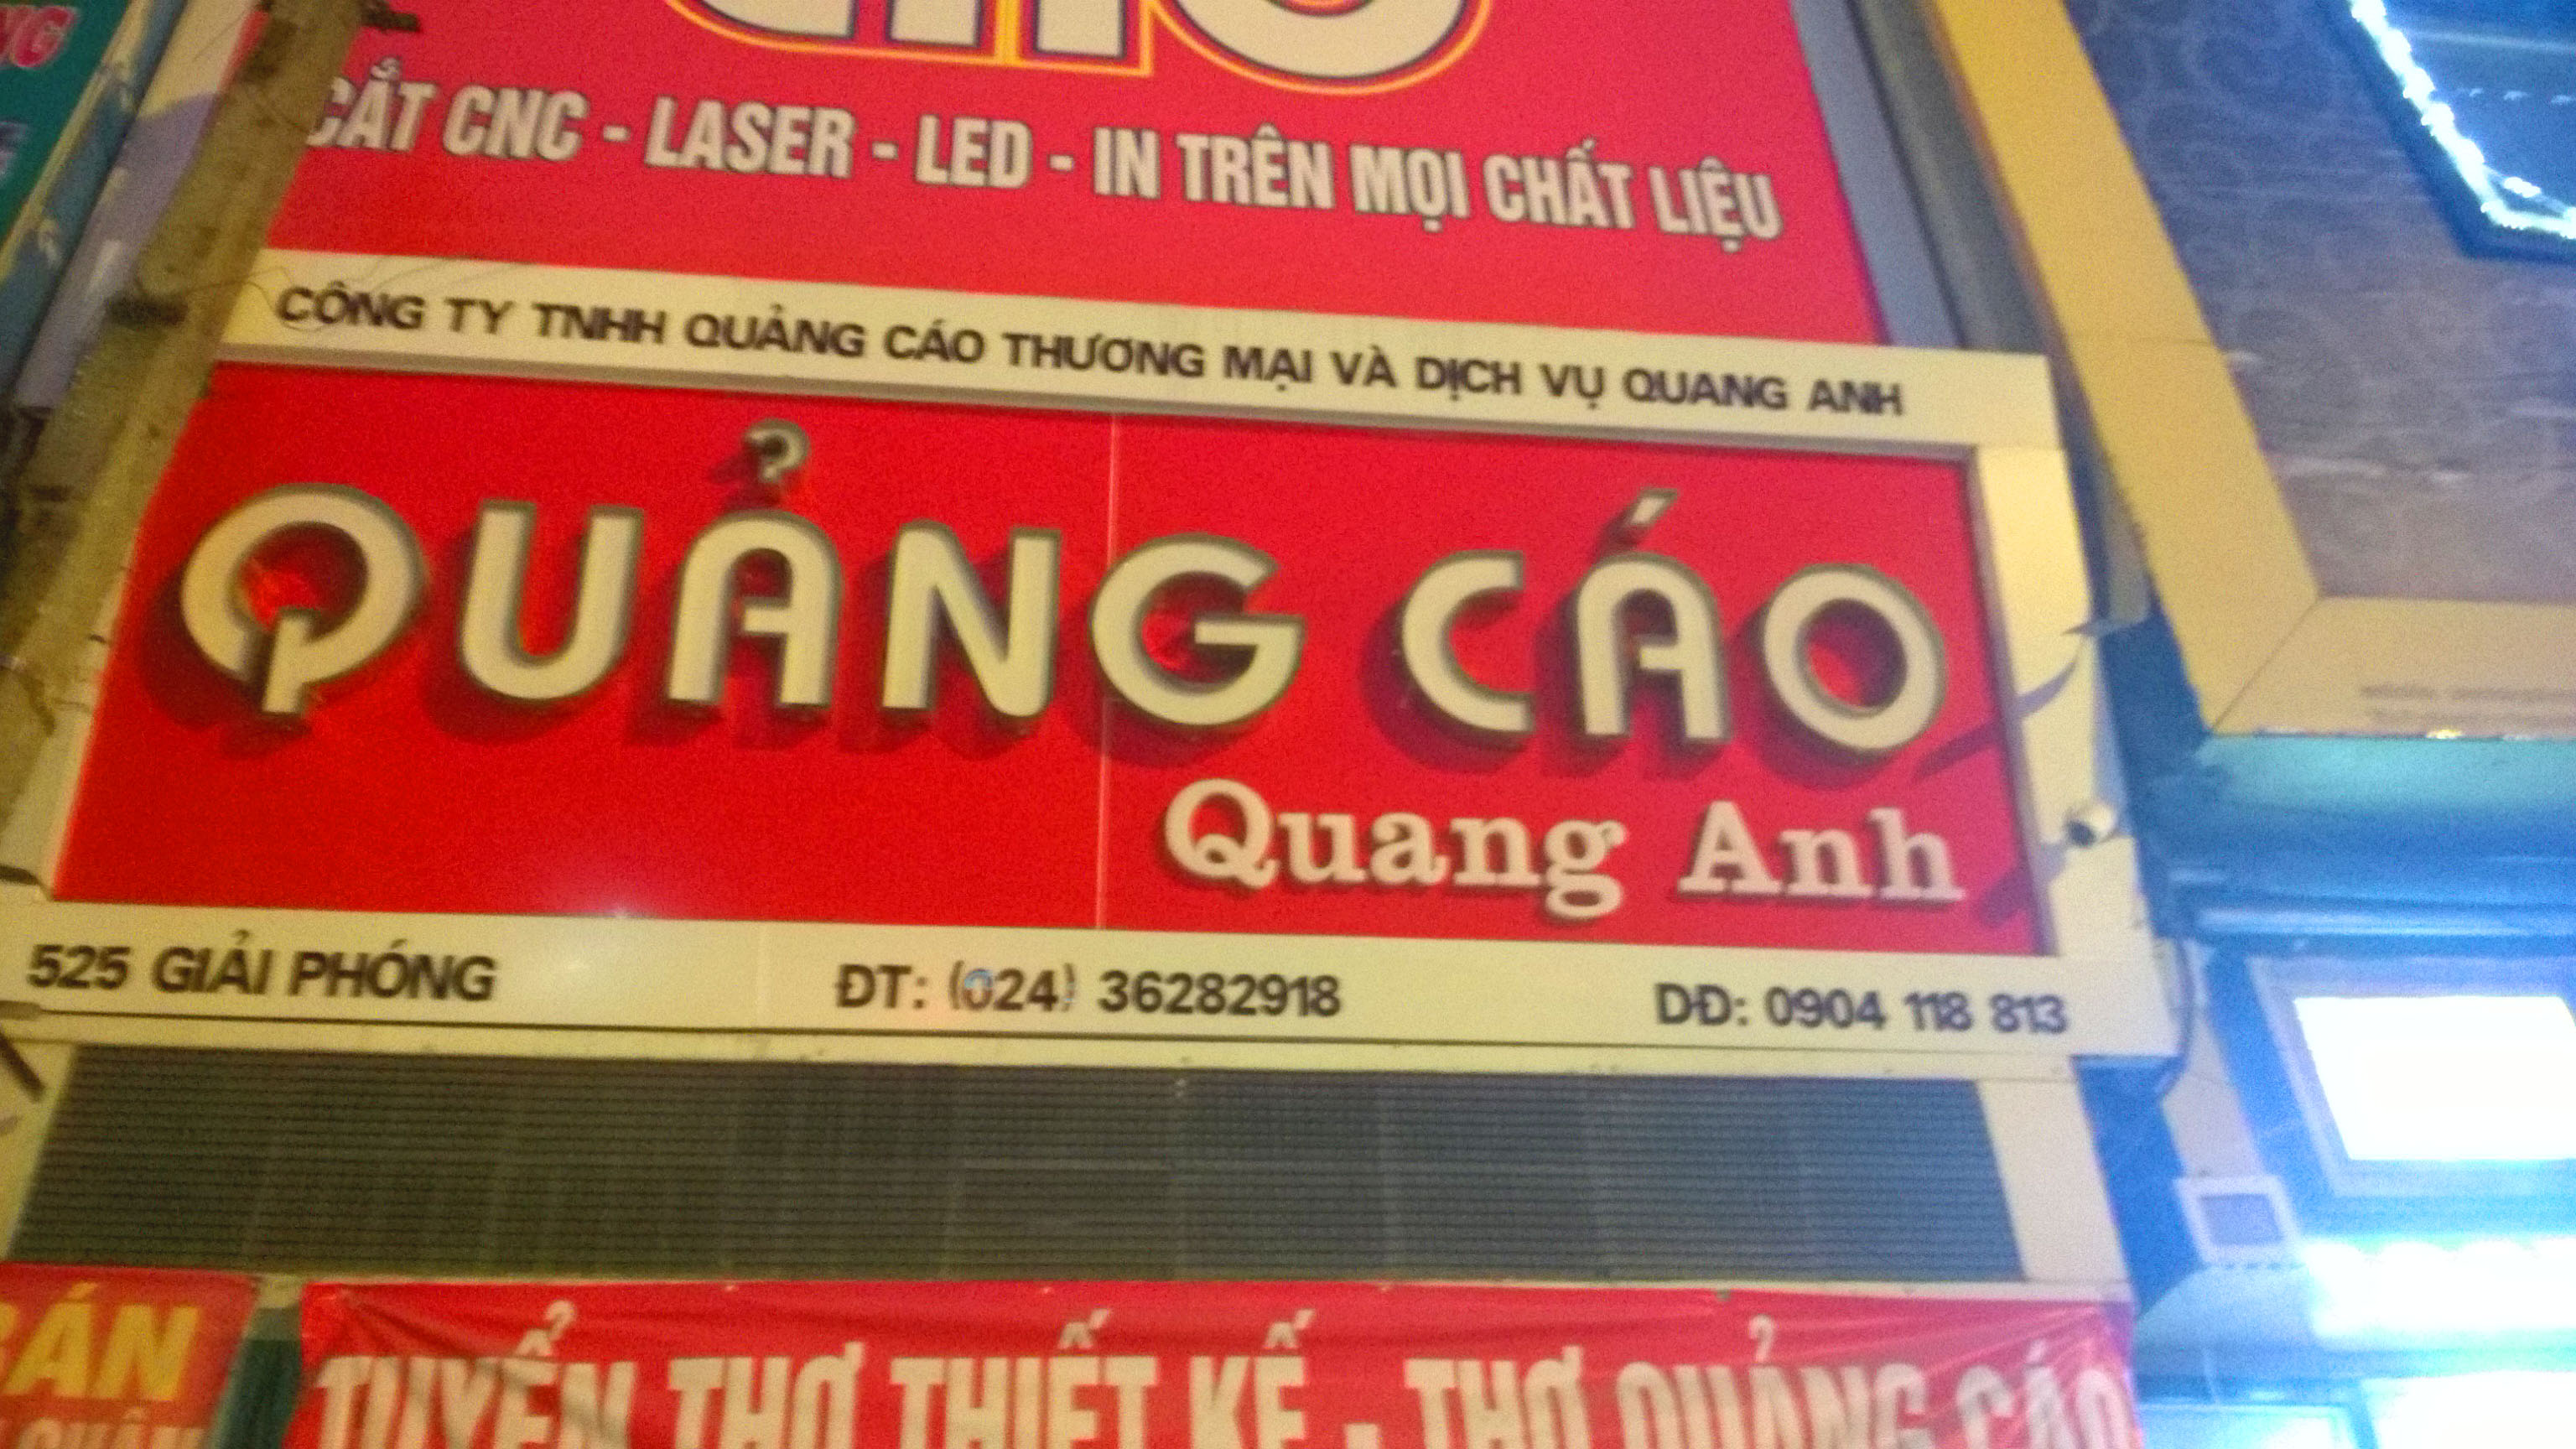 CẮT CNC - LASER - LED - IN TRÊN MỌI CHẤT LIỆU
CÔNG TY TNHH QUẢNG CÁO THƯƠNG MẠI VÀ DỊCH VỤ QUANG ANH
QUẢNG CÁO
Quang Anh
525 GIẢI PHÓNG ĐT: (024) 36282918 DĐ: 0904 118 813
BÁN
TUYỂN THỢ THIẾT KẾ - THỢ QUẢNG CÁO